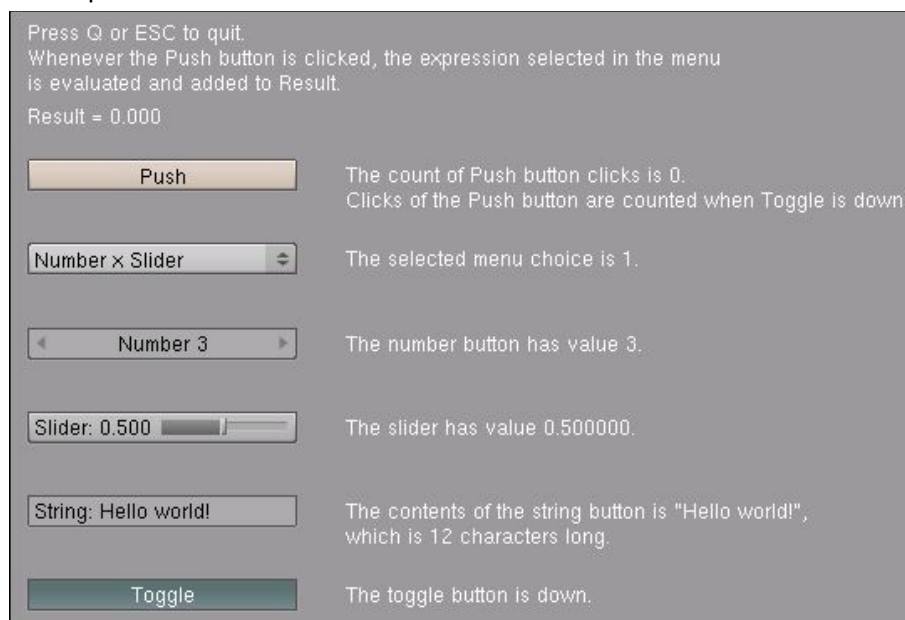 Press Q or ESC to quit.
Whenever the Push button is clicked, the expression selected in the menu
is evaluated and added to Result.
Result = 0.000
Push
The count of Push button clicks is 0.
Clicks of the Push button are counted when Toggle is down
Number x Slider
The selected menu choice is 1.
Number 3
The number button has value 3.
Slider: 0.500
The slider has value 0.500000.
String: Hello world!
The contents of the string button is "Hello world!",
which is 12 characters long.
Toggle
The toggle button is down.